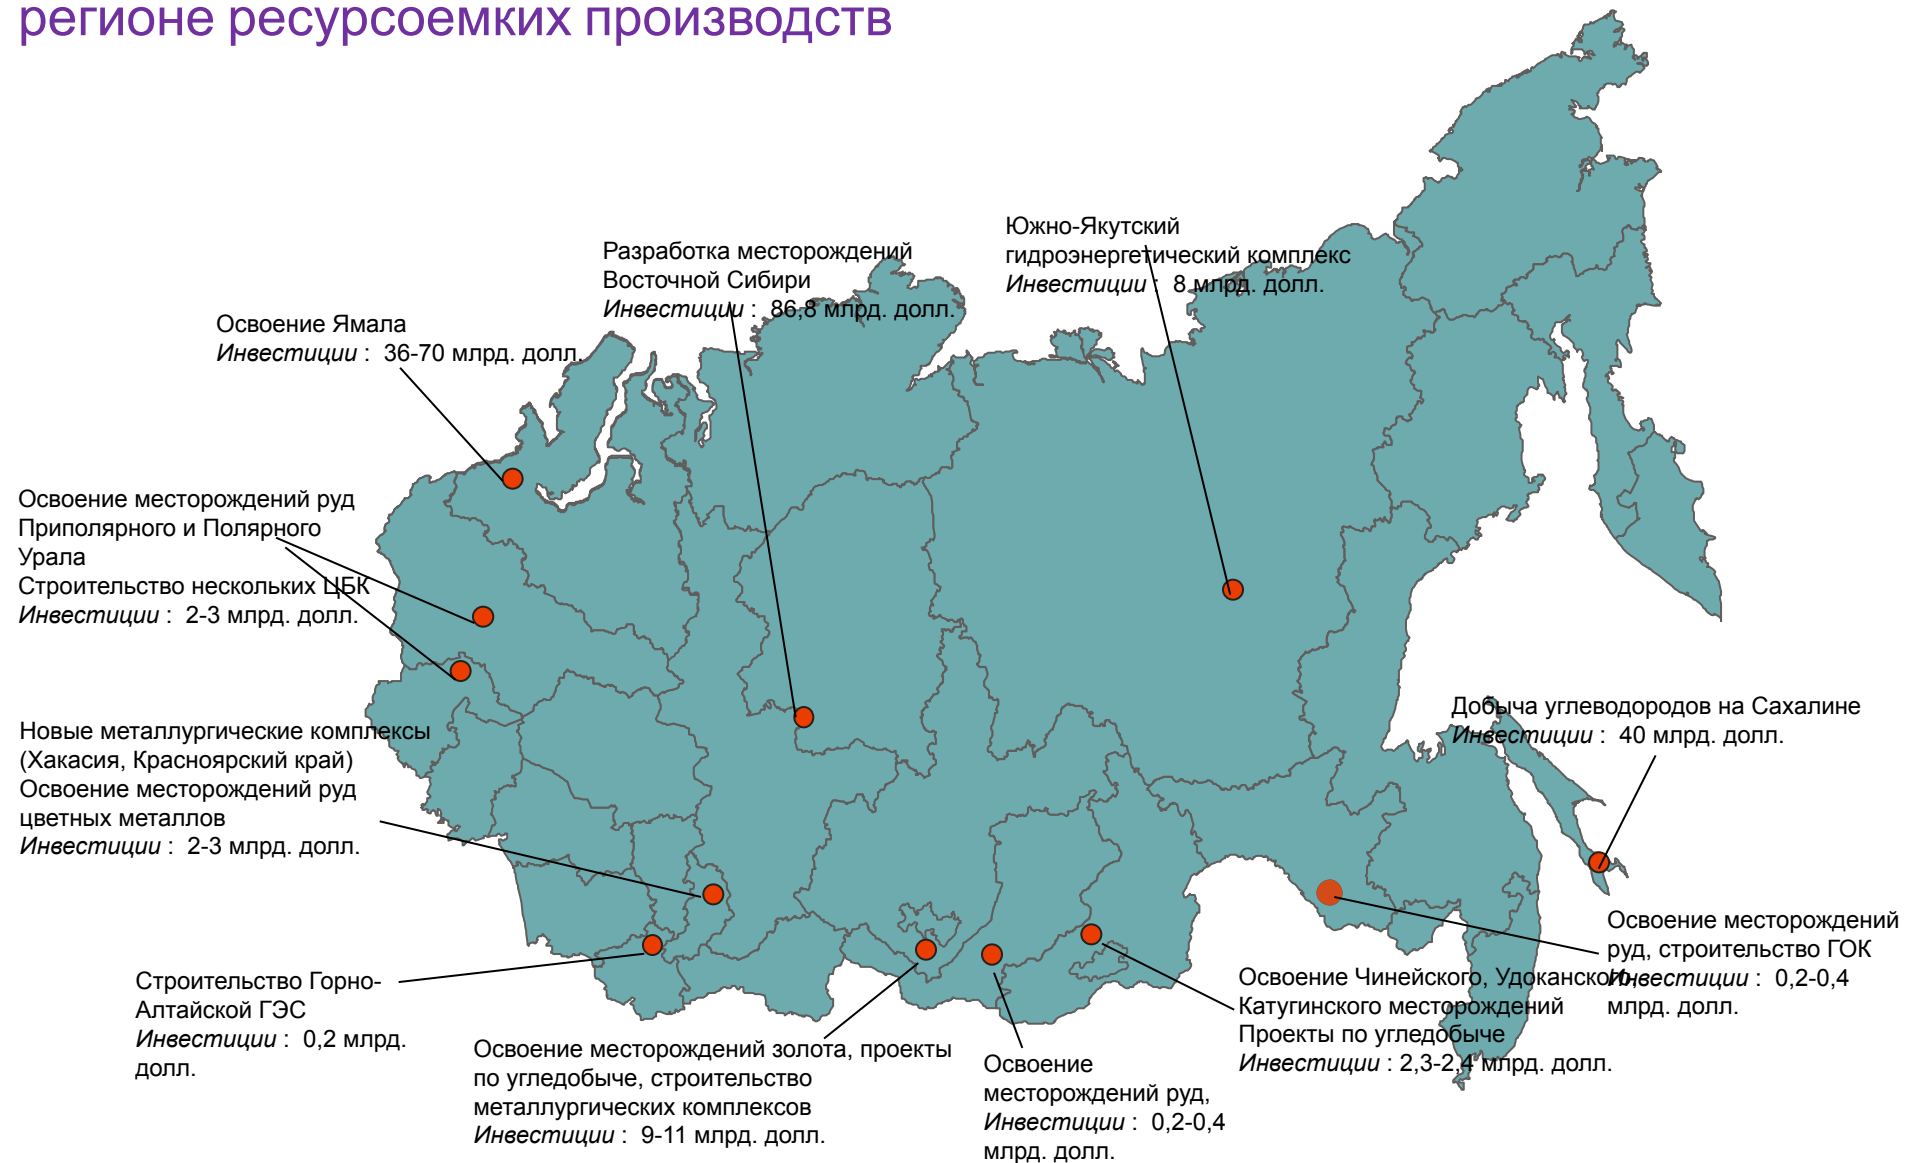 регионе ресурсоемких производств
Южно-Якутский
гидроэнергетический комплекс
Инвестиции : 8 млрд. долл.
Разработка месторождений
Восточной Сибири
Инвестиции : 86,8 млрд. долл.
Освоение Ямала
Инвестиции : 36-70 млрд. долл.
Освоение месторождений руд
Приполярного и Полярного
Урала
Строительство нескольких ЦБК
Инвестиции : 2-3 млрд. долл.
Добыча углеводородов на Сахалине
Инвестиции : 40 млрд. долл.
Новые металлургические комплексы
(Хакасия, Красноярский край)
Освоение месторождений руд
цветных металлов
Инвестиции : 2-3 млрд. долл.
Освоение месторождений
руд, строительство ГОК
Инвестиции : 0,2-0,4
млрд. долл.
Строительство Горно-
Алтайской ГЭС
Инвестиции : 0,2 млрд.
долл.
Освоение Чинейского, Удоканского,
Катугинского месторождений
Проекты по угледобыче
Инвестиции : 2,3-2,4 млрд. долл.
Освоение месторождений золота, проекты
по угледобыче, строительство
металлургических комплексов
Инвестиции : 9-11 млрд. долл.
Освоение
месторождений руд,
Инвестиции : 0,2-0,4
млрд. долл.